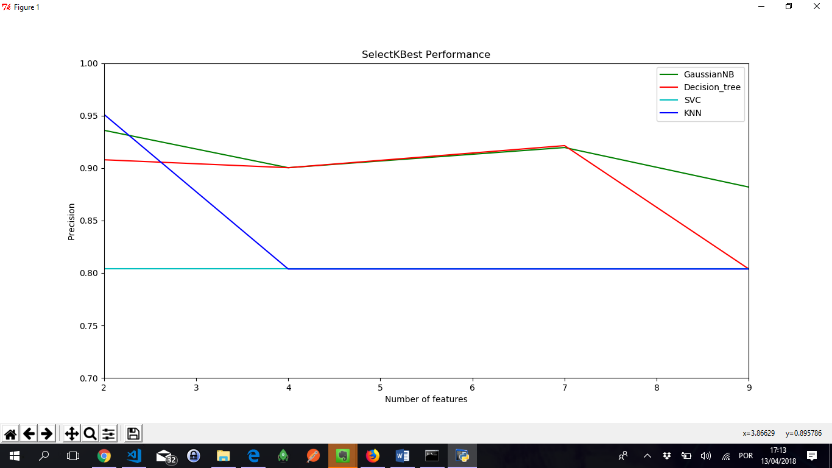 Figure 1
SelectKBest Performance
GaussianNB
Decision_tree
SVC
KNN
1.00
0.95
0.90
0.85
0.80
0.75
0.70
Precision
2 3 4 5 6 7 8 9
Number of features
x=3.86629 y=0.895786
32
POR
17:13
13/04/2018